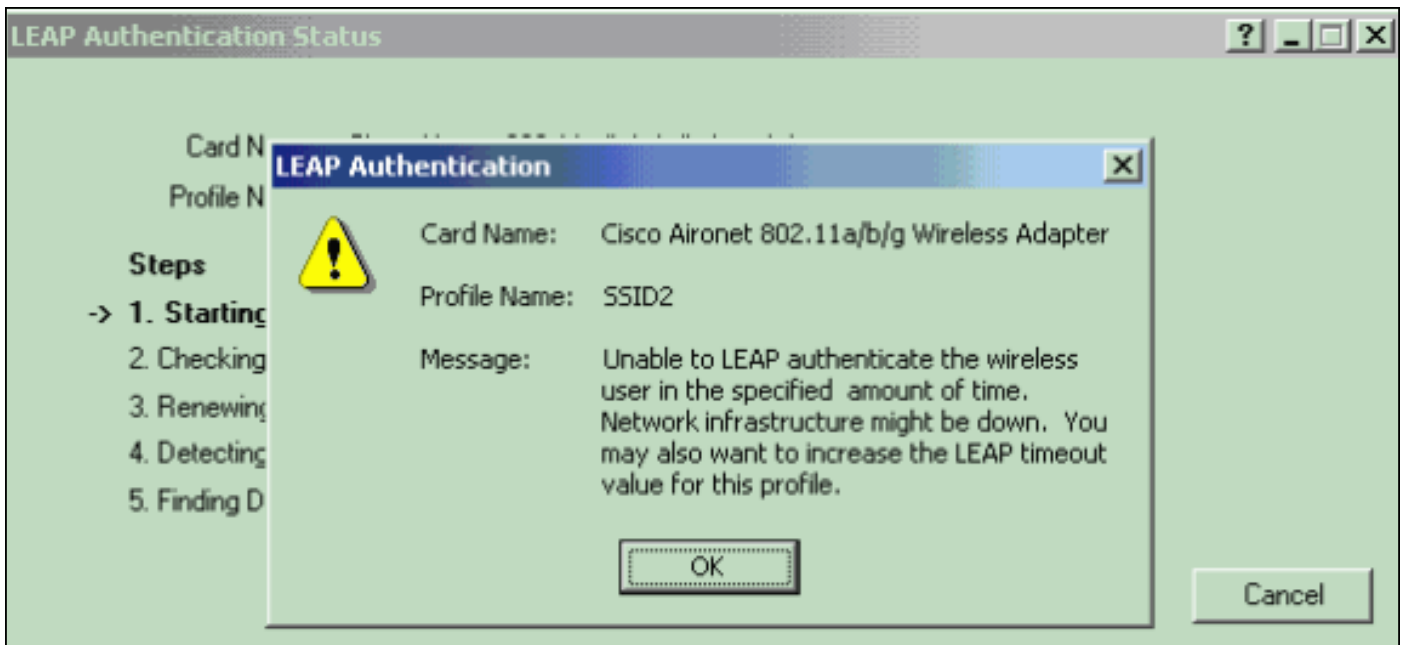 LEAP Authentication Status
Card N
LEAP Authentication
Profile N
Card Name: Cisco Aironet 802.11a/b/g Wireless Adapter
Profile Name: SSID2
Message: Unable to LEAP authenticate the wireless
user in the specified amount of time.
Network infrastructure might be down. You
may also want to increase the LEAP timeout
value for this profile.
OK
Steps
-> 1. Starting
2. Checking
3. Renewing
4. Detecting
5. Finding D
Cancel